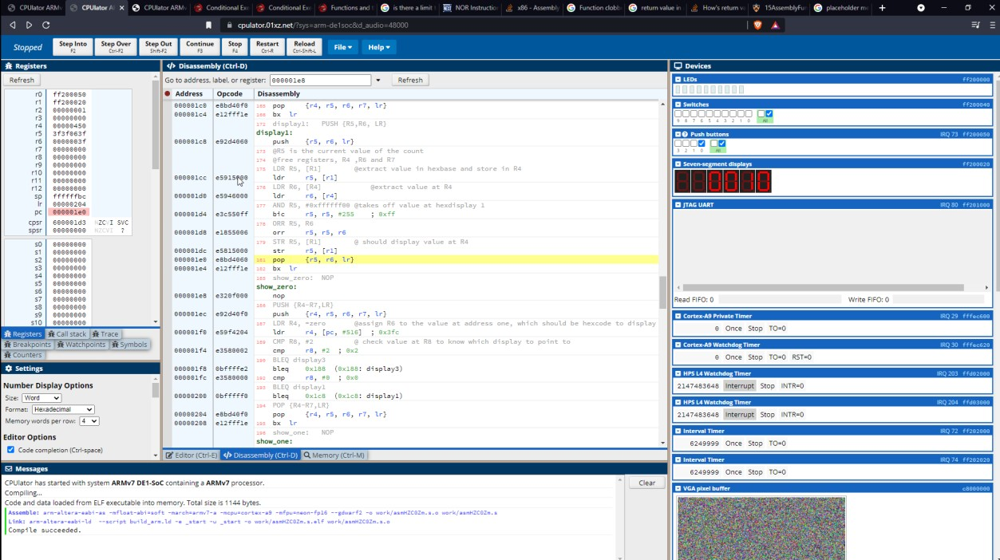 CPUlator ARMv
CPUlator AR
CPUlator ARMv
Conditional Exe
Conditional Exe
Functions and
is there a limit
NOR Instructio
x86 - Assembly
Function clobb
return value in
How's return v
15AssemblyFun
placeholder me
cpulator.01xz.net/?sys=arm-de1soc&d_audio=48000
Stopped
Step Into F2
Step Over Ctrl-F2
Step Out Shift-F2
Continue F3
Stop F4
Restart Ctrl-R
Reload Ctrl-Shift-L
File
Help
Registers
Refresh
r0 ff200050
r1 ff200020
r2 00000001
r3 00000000
r4 00000450
r5 3f3f063f
r6 0000003f
r7 00000000
r8 00000000
r9 00000000
r10 00000000
r11 00000000
r12 00000000
sp ffffffbc
lr 00000204
pc 000001e0
cpsr 000001d3 NZCVI SVC
spsr 00000000 NZCVI ?
s0 00000000
s1 00000000
s2 00000000
s3 00000000
s4 00000000
s5 00000000
s6 00000000
s7 00000000
s8 00000000
s9 00000000
s10 00000000
Registers Call stack Trace
Breakpoints Watchpoints Symbols
Counters
Settings
Number Display Options
Size: Word
Format: Hexadecimal
Memory words per row: 4
Editor Options
Code completion (Ctrl-space)
Disassembly (Ctrl-D)
Go to address, label, or register: 000001e8 Refresh
Address Opcode Disassembly
000001c0 e8bd40f0 pop {r4, r5, r6, r7, lr}
000001c4 e12fff1e bx lr
172 display1: PUSH {R5,R6, LR}
display1:
000001c8 e92d4060 push {r5, r6, lr}
173 @R5 is the current value of the count
174 @free registers, R4 ,R6 and R7
175 LDR R5, [R1] @extract value in hexbase and store in R4
000001cc e5915000 ldr r5, [r1]
176 LDR R6, [R4] @extract value at R4
000001d0 e5946000 ldr r6, [r4]
177 AND R5, #0xffffff00 @takes off value at hexdisplay 1
000001d4 e3c550ff bic r5, r5, #255 ; 0xff
178 ORR R5, R6
000001d8 e1855006 orr r5, r5, r6
179 STR R5, [R1] @ should display value at R4
000001dc e5815000 str r5, [r1]
000001e0 e8bd4060 181 pop {r5, r6, lr}
000001e4 e12fff1e 182 bx lr
show_zero: NOP
show_zero:
000001e8 e320f000 nop
PUSH {R4-R7,LR}
000001ec e92d40f0 push {r4, r5, r6, r7, lr}
187 LDR R4, =zero @assign R6 to the value at address one, which should be hexcode to display
000001f0 e59f4204 ldr r4, [pc, #516] ; 0x3fc
CMP R8, #2 @ check value at R8 to know which display to point to
000001f4 e3580002 cmp r8, #2 ; 0x2
BLEQ display3
000001f8 0bffffe2 bleq 0x188 (0x188: display3)
000001fc e3580000 192 cmp r8, #0 ; 0x0
193 BLEQ display1
00000200 0bfffff0 bleq 0x1c8 (0x1c8: display1)
194 POP {R4-R7,LR}
00000204 e8bd40f0 pop {r4, r5, r6, r7, lr}
00000208 e12fff1e 195 bx lr
show_one: NOP
show_one:
Editor (Ctrl-E) Disassembly (Ctrl-D) Memory (Ctrl-M)
Messages
Clear
CPUlator has started with system ARMv7 DE1-SoC containing a ARMv7 processor.
Compiling...
Code and data loaded from ELF executable into memory. Total size is 1144 bytes.
Assemble: arm-altera-eabi-as -mfloat-abi=soft -march=armv7-a -mcpu=cortex-a9 -mfpu=neon-fp16 --gdwarf2 -o work/asmHZC0Zm.s.o work/asmHZC0Zm.s
Link: arm-altera-eabi-ld --script build_arm.ld -e _start -u _start -o work/asmHZC0Zm.s.elf work/asmHZC0Zm.s.o
Compile succeeded.
Devices
LEDs ff200000
Switches ff200040
9 8 7 6 5 4 3 2 1 0 All
Push buttons IRQ 73 ff200050
3 2 1 0 All
Seven-segment displays ff200020
0010
JTAG UART IRQ 80 ff201000
Read FIFO: 0 Write FIFO: 0
Cortex-A9 Private Timer IRQ 29 fffec600
0 Once Stop TO=0
Cortex-A9 Watchdog Timer IRQ 30 fffec620
0 Once Stop TO=0 RST=0
HPS L4 Watchdog Timer IRQ 203 ffd02000
2147483648 Interrupt Stop INTR=0
HPS L4 Watchdog Timer IRQ 204 ffd03000
2147483648 Interrupt Stop INTR=0
Interval Timer IRQ 72 ff202000
6249999 Once Stop TO=0
Interval Timer IRQ 74 ff202020
6249999 Once Stop TO=0
VGA pixel buffer c8000000